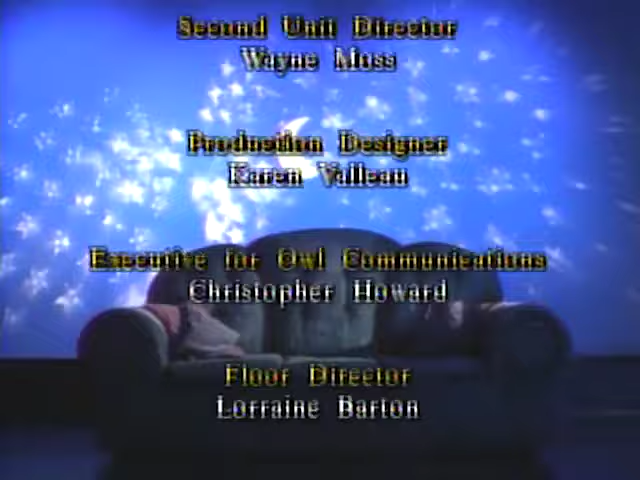 Second Unit Director
Wayne Moss
Production Designer
Karen Valleau
Executive for Owl Communications
Christopher Howard
Floor Director
Lorraine Barton